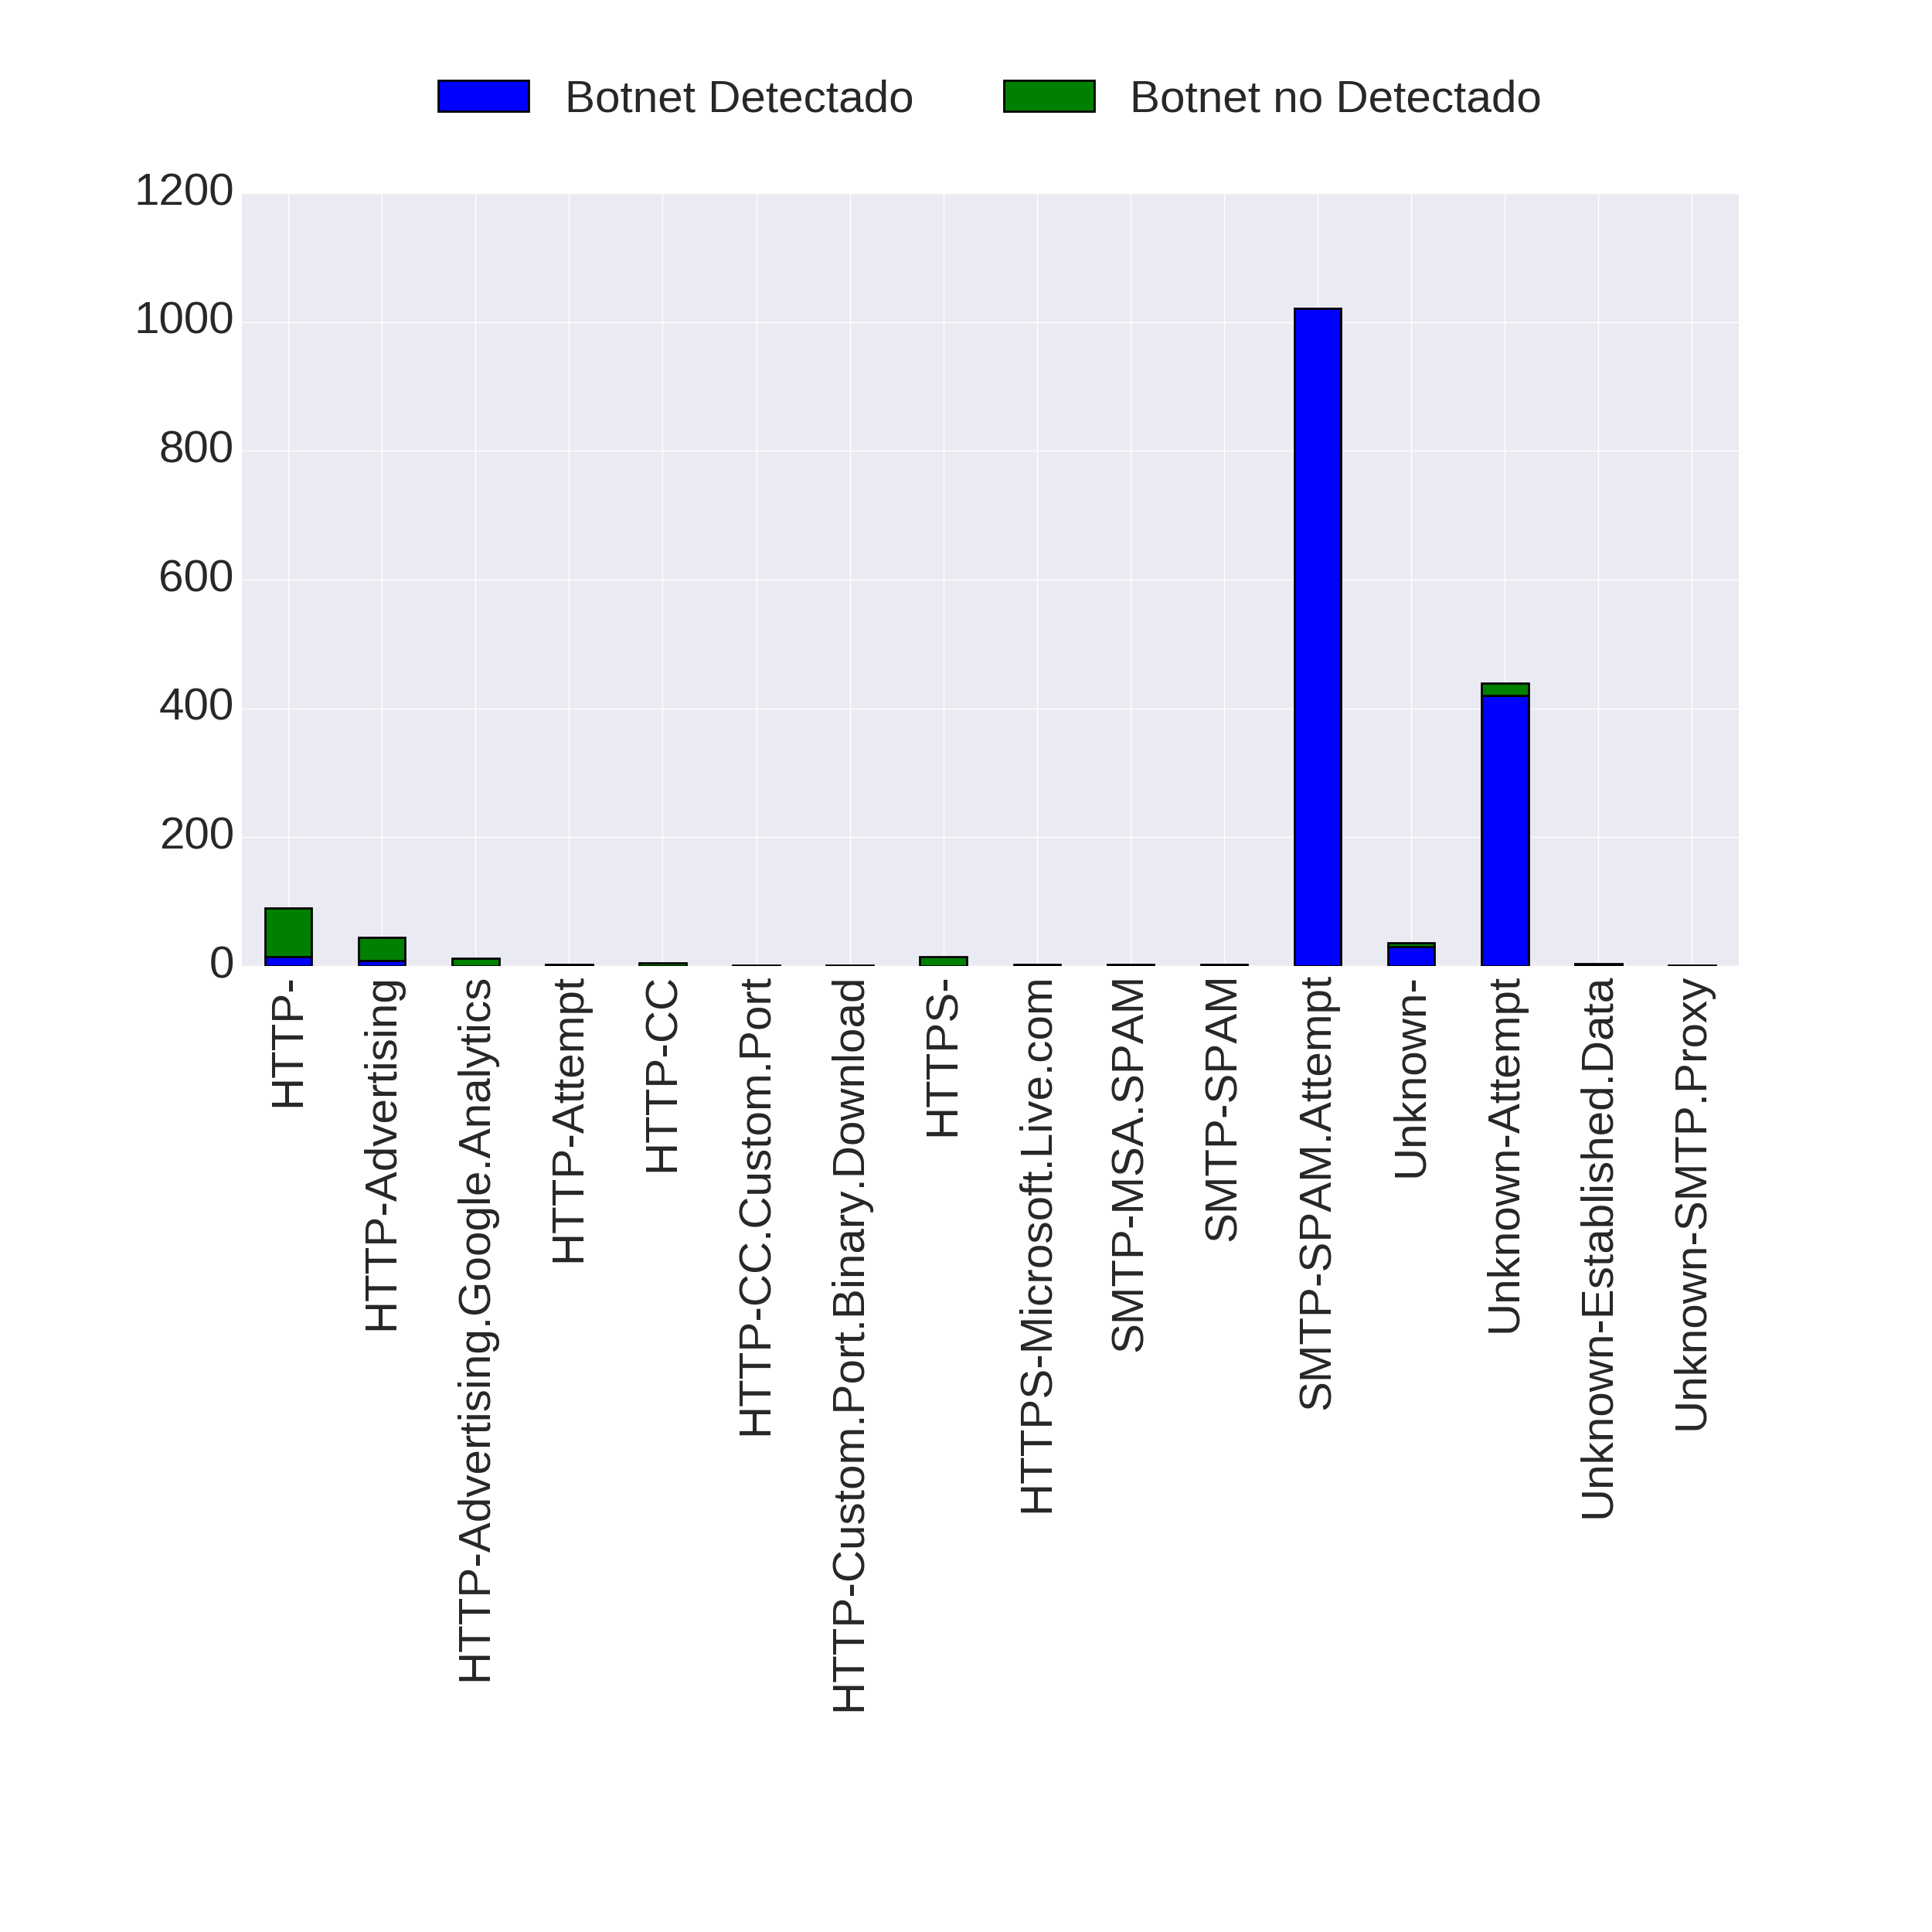 Botnet Detectado
Botnet no Detectado
1200
1000
800
600
400
200
0
HTTP-
HTTP-Advertising
HTTP-Advertising.Google.Analytics
HTTP-Attempt
HTTP-CC
HTTP-CC.Custom.Port
HTTP-Custom.Port.Binary.Download
HTTPS-
HTTPS-Microsoft.Live.com
SMTP-MSA.SPAM
SMTP-SPAM
SMTP-SPAM.Attempt
Unknown-
Unknown-Attempt
Unknown-Established.Data
Unknown-SMTP.Proxy